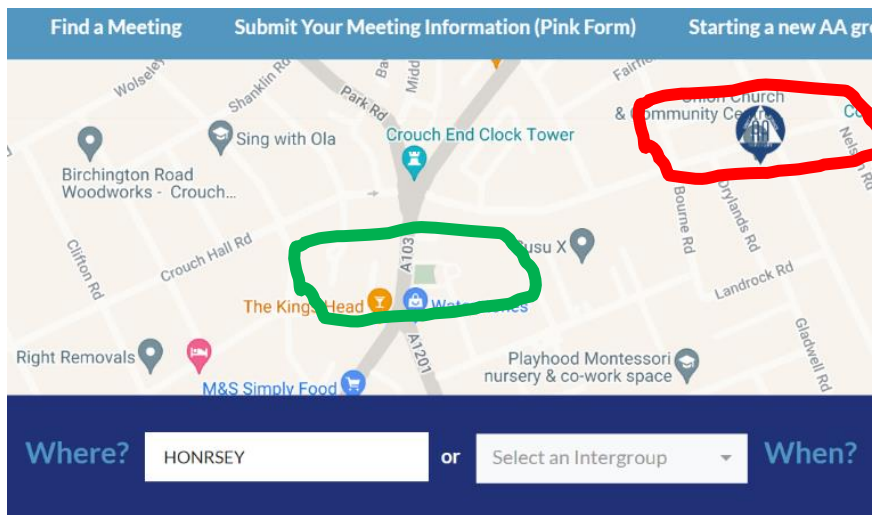 Find a Meeting
Submit Your Meeting Information (Pink Form)
Starting a new AA gro
Wolseley
Shanklin Rd
Park Rd
Midd
Fairfie
Church
& Community
Sing with Ola
Crouch End Clock Tower
Birchington Road
Woodworks - Crouch...
Nelson Rd
Drylands Rd
Bourne Rd
Clifton Rd
Crouch Hall Rd
A103
Susu X
Landrock Rd
The Kings Head
Gladwell Rd
A1201
Right Removals
Playhood Montessori
nursery & co-work space
M&S Simply Food
Where?
HONRSEY
or
Select an Intergroup
When?